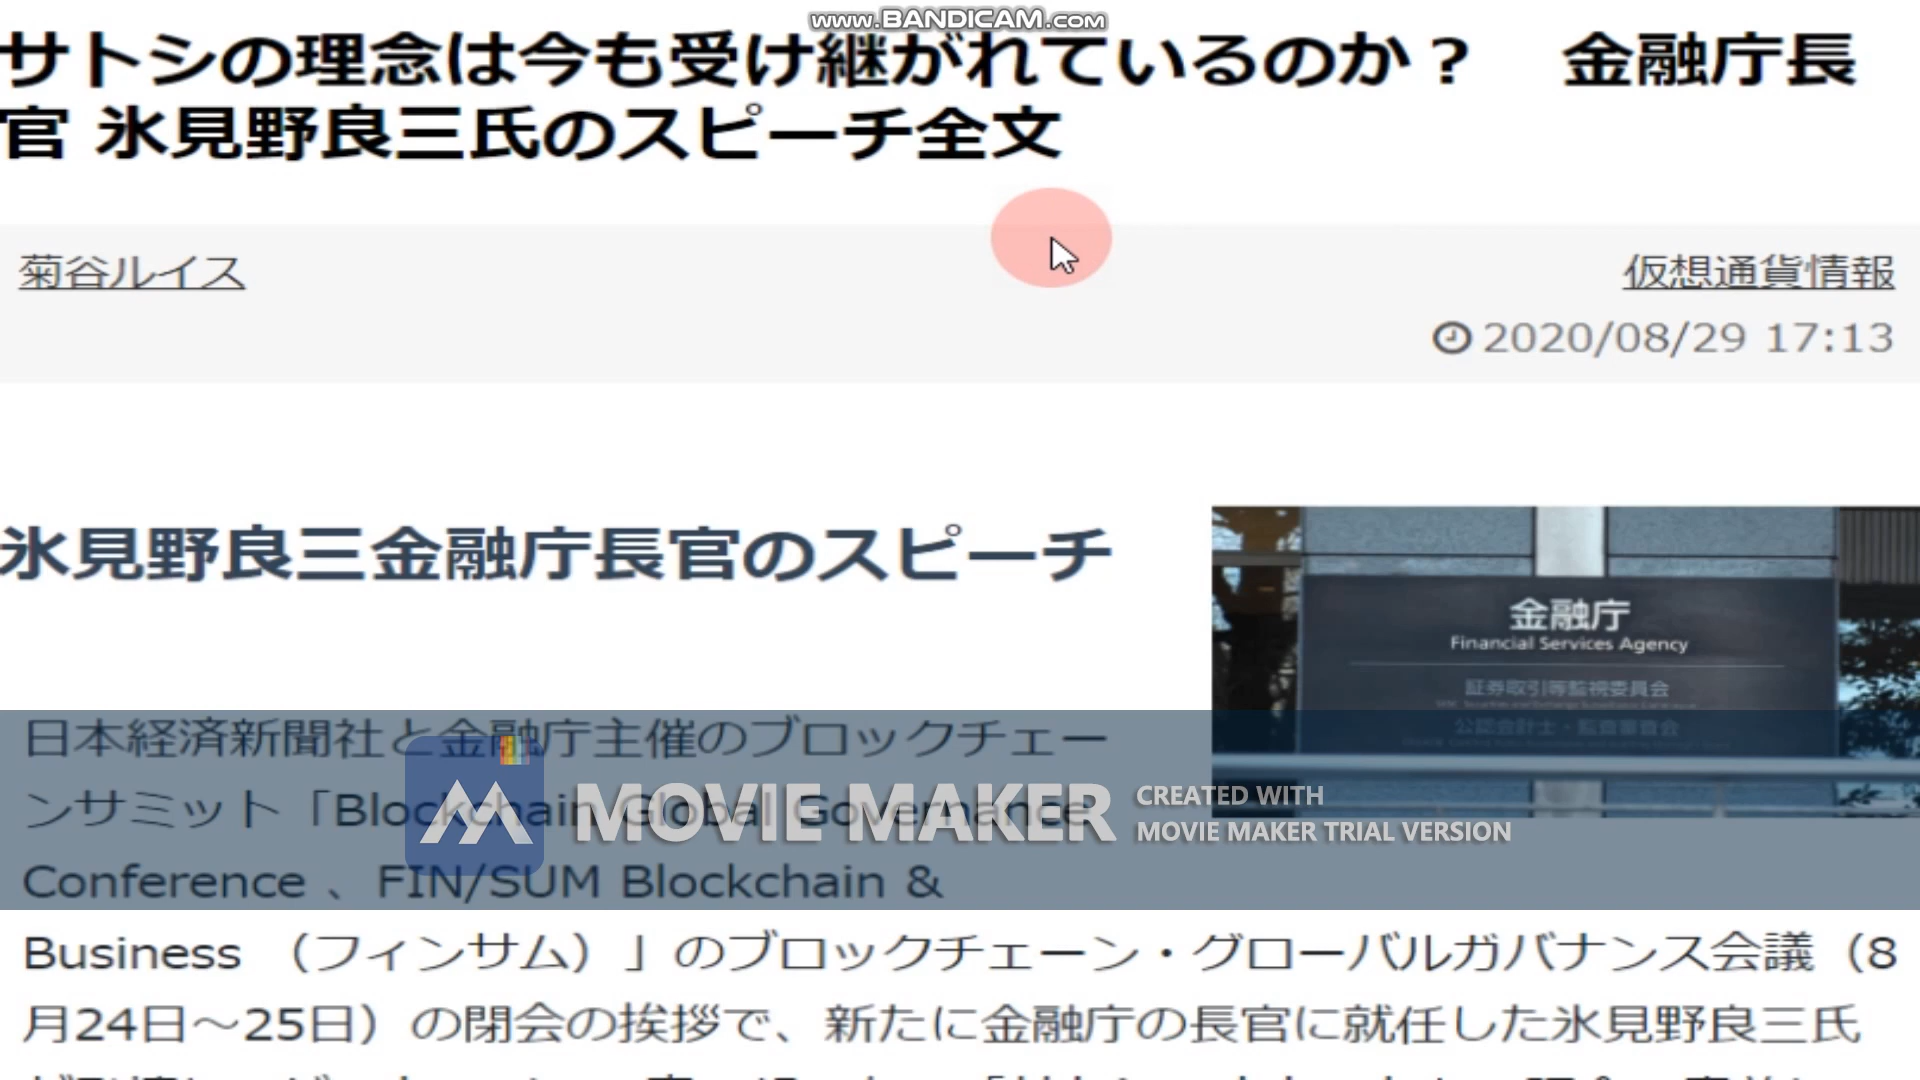 www.BANDICAM.com
サトシの理念は今も受け継がれているのか？　金融庁長
官 氷見野良三氏のスピーチ全文
菊谷ルイス
仮想通貨情報
2020/08/29 17:13
氷見野良三金融庁長官のスピーチ
金融庁
Financial Services Agency
証券取引等監視委員会
公認会計士・監査審査会
日本経済新聞社と金融庁主催のブロックチェー
ンサミット「Blockchain Global Governance
Conference 、FIN/SUM Blockchain &
MOVIE MAKER
CREATED WITH
MOVIE MAKER TRIAL VERSION
Business （フィンサム）」のブロックチェーン・グローバルガバナンス会議（8
月24日～25日）の閉会の挨拶で、新たに金融庁の長官に就任した氷見野良三氏